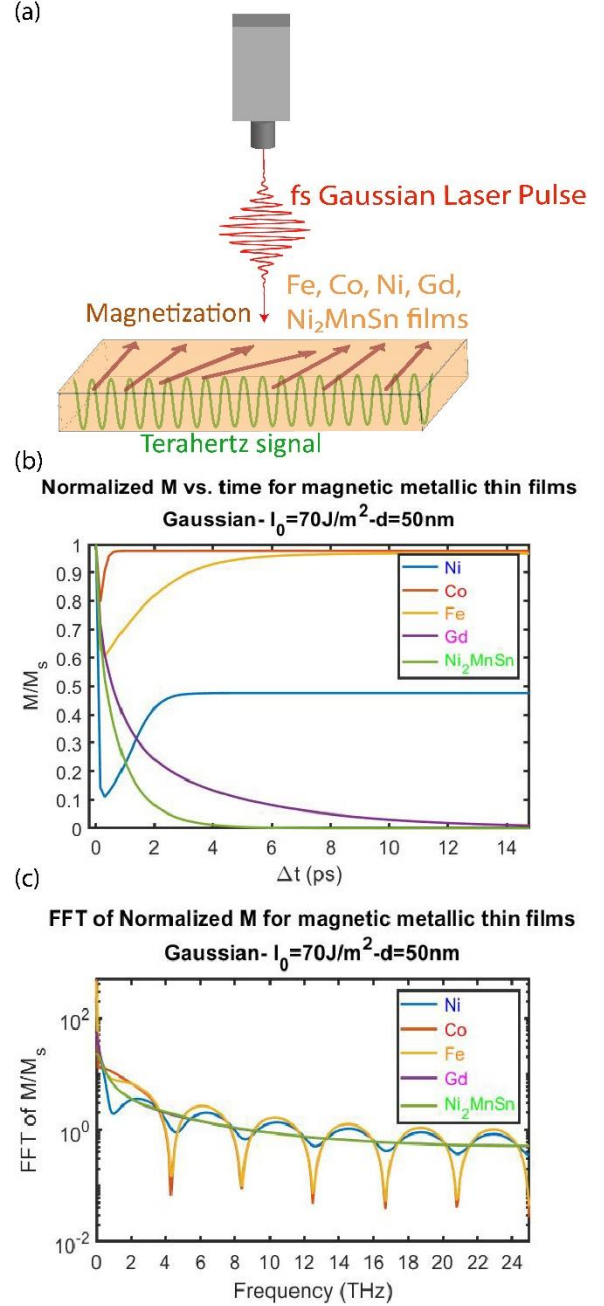 (a)
fs Gaussian Laser Pulse
Fe, Co, Ni, Gd,
Ni₂MnSn films
Magnetization
Terahertz signal
(b)
Normalized M vs. time for magnetic metallic thin films
Gaussian- I₀=70J/m²-d=50nm
1
0.9
0.8
0.7
0.6
0.5
0.4
0.3
0.2
0.1
0
M/Mₛ
Ni
Co
Fe
Gd
Ni₂MnSn
0 2 4 6 8 10 12 14
Δt (ps)
(c)
FFT of Normalized M for magnetic metallic thin films
Gaussian- I₀=70J/m²-d=50nm
10²
10⁰
10⁻²
FFT of M/Mₛ
Ni
Co
Fe
Gd
Ni₂MnSn
0 2 4 6 8 10 12 14 16 18 20 22 24
Frequency (THz)